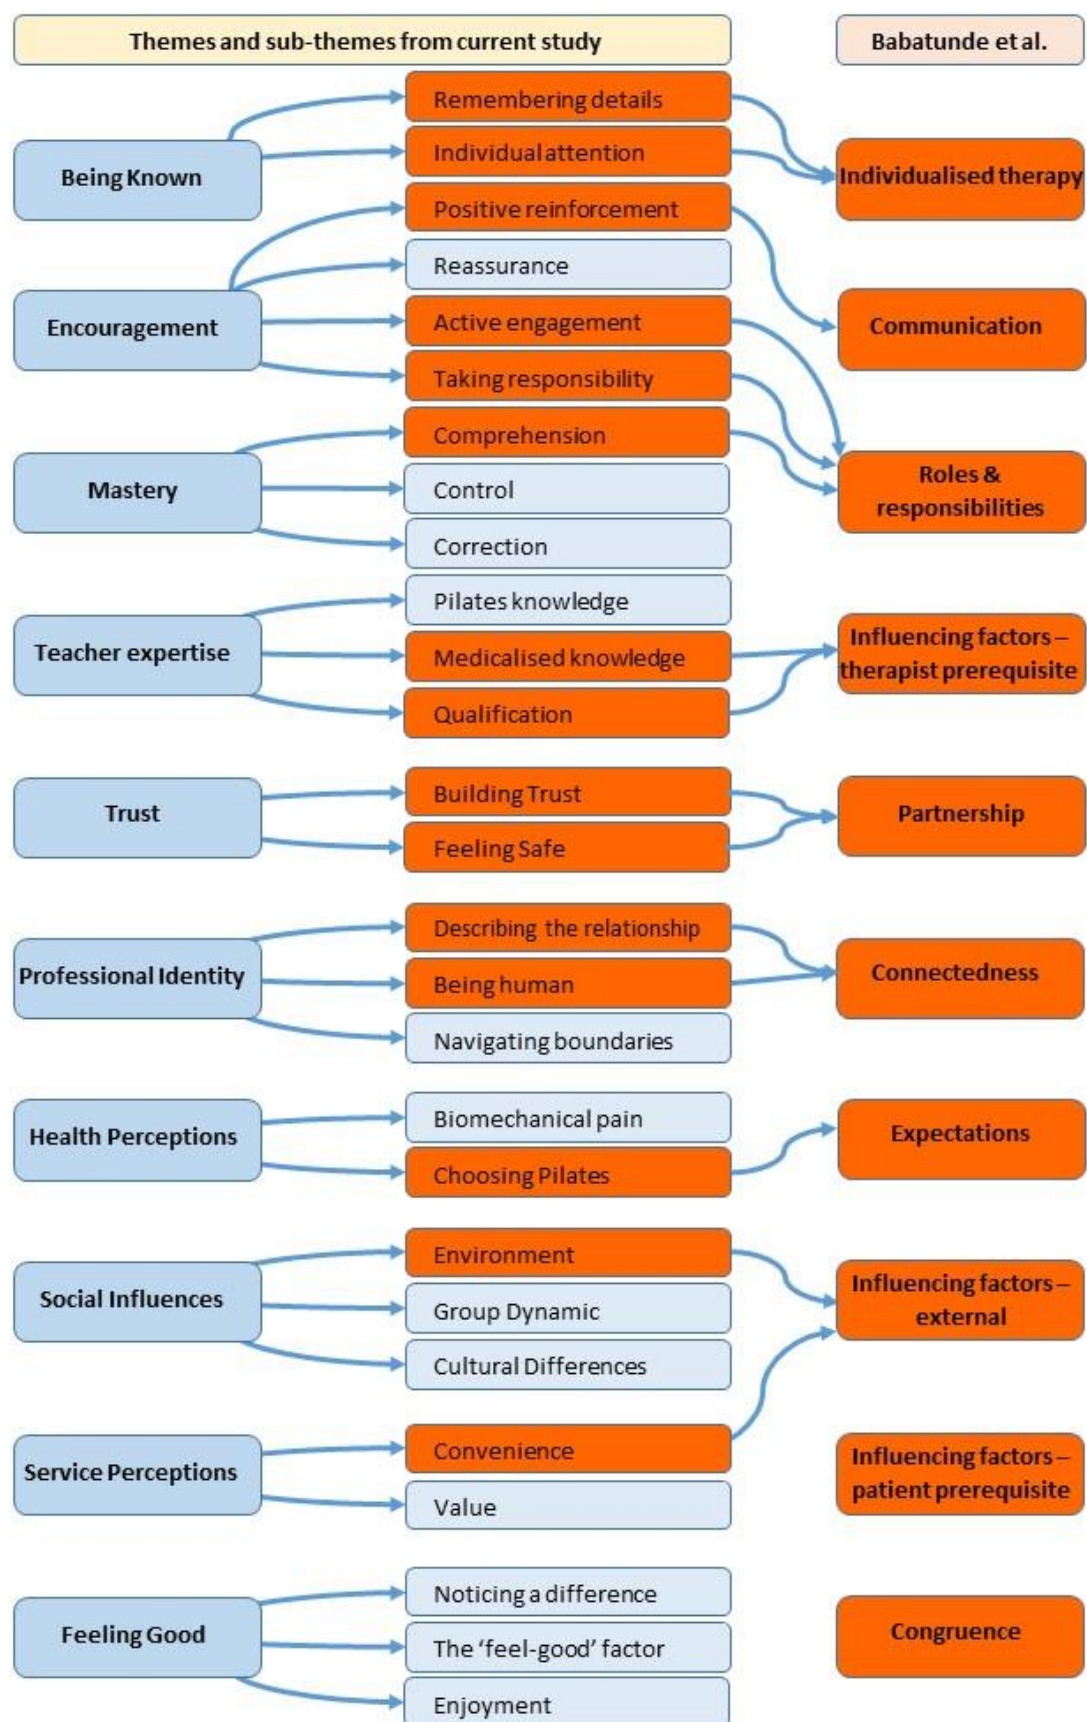 Themes and sub-themes from current study
Babatunde et al.
Being Known
Remembering details
Individual attention
Individualised therapy
Encouragement
Positive reinforcement
Reassurance
Active engagement
Taking responsibility
Communication
Mastery
Comprehension
Control
Correction
Roles &
responsibilities
Teacher expertise
Pilates knowledge
Medicalised knowledge
Qualification
Influencing factors –
therapist prerequisite
Trust
Building Trust
Feeling Safe
Partnership
Professional Identity
Describing the relationship
Being human
Navigating boundaries
Connectedness
Health Perceptions
Biomechanical pain
Choosing Pilates
Expectations
Social Influences
Environment
Group Dynamic
Cultural Differences
Influencing factors –
external
Service Perceptions
Convenience
Value
Influencing factors –
patient prerequisite
Feeling Good
Noticing a difference
The ‘feel-good’ factor
Enjoyment
Congruence